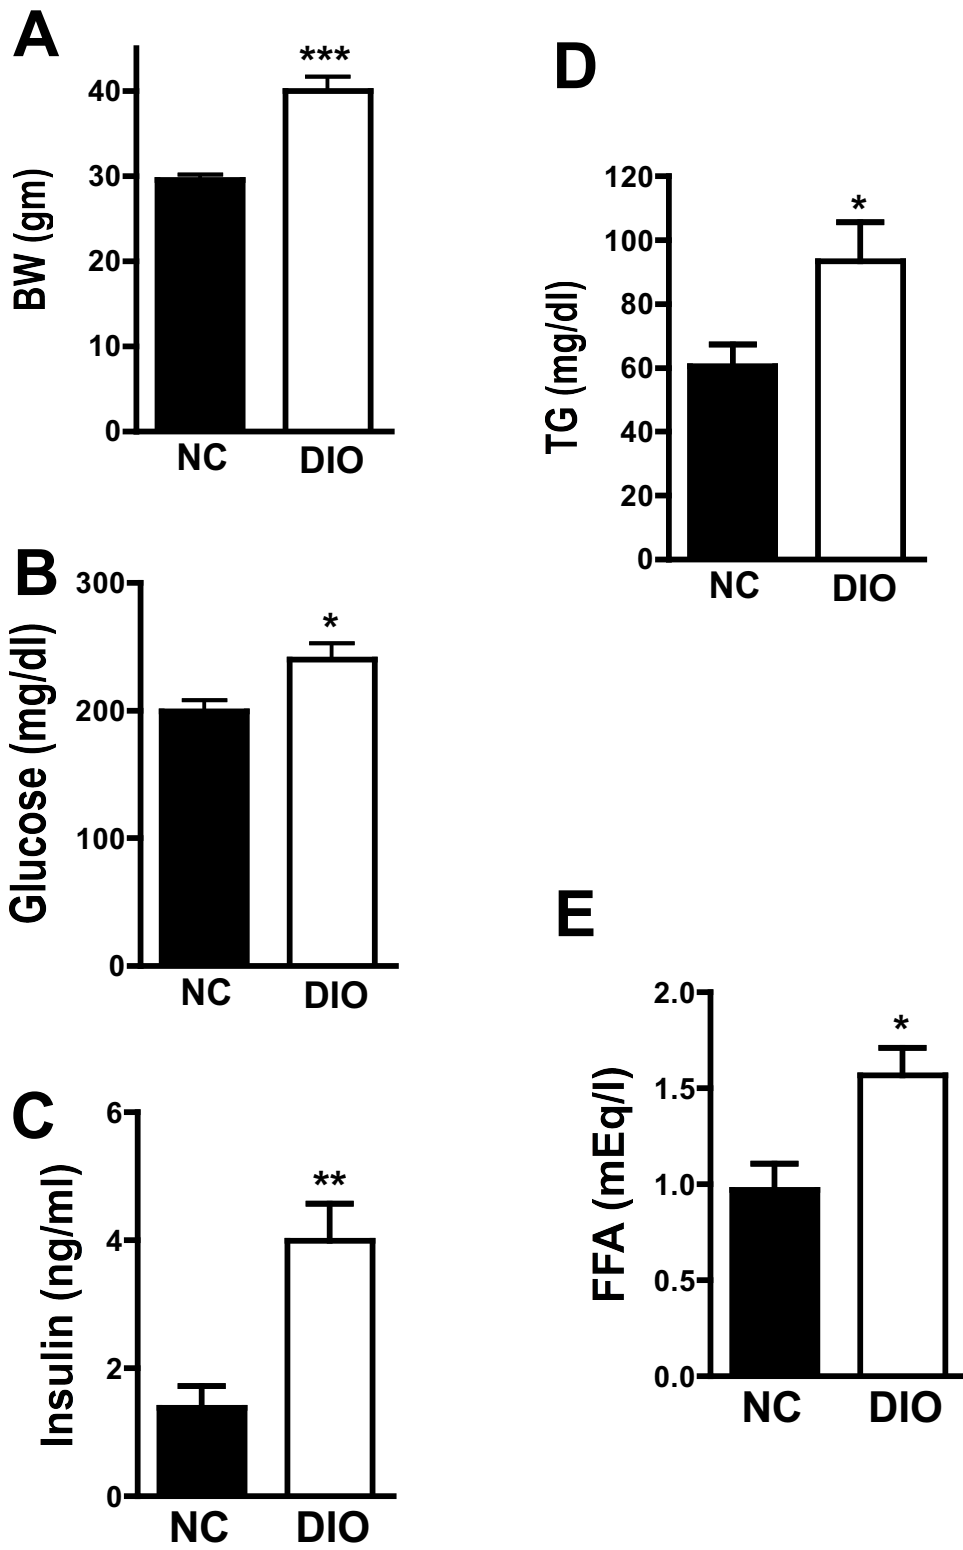 A
BW (gm)
40
30
20
10
0
***
NC
DIO
B
Glucose (mg/dl)
300
200
100
0
*
NC
DIO
C
Insulin (ng/ml)
6
4
2
0
**
NC
DIO
D
TG (mg/dl)
120
100
80
60
40
20
0
*
NC
DIO
E
FFA (mEq/l)
2.0
1.5
1.0
0.5
0.0
*
NC
DIO